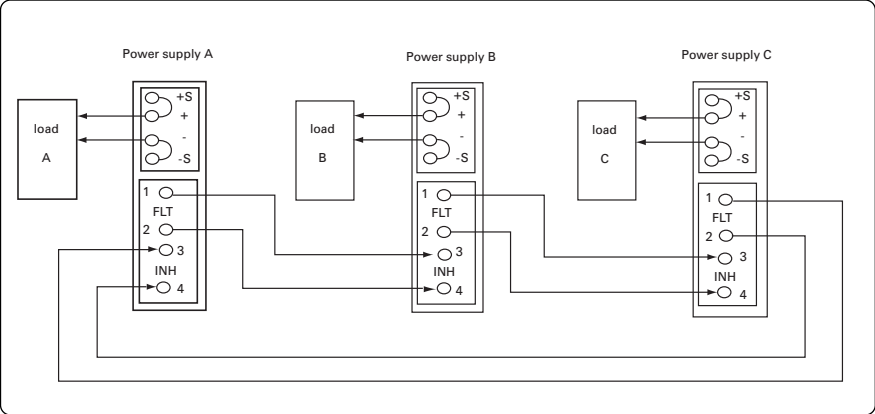 Power supply A
+S
+
-
-S
load
A
1
FLT
2
3
INH
4
Power supply B
+S
+
-
-S
load
B
1
FLT
2
3
INH
4
Power supply C
+S
+
-
-S
load
C
1
FLT
2
3
INH
4